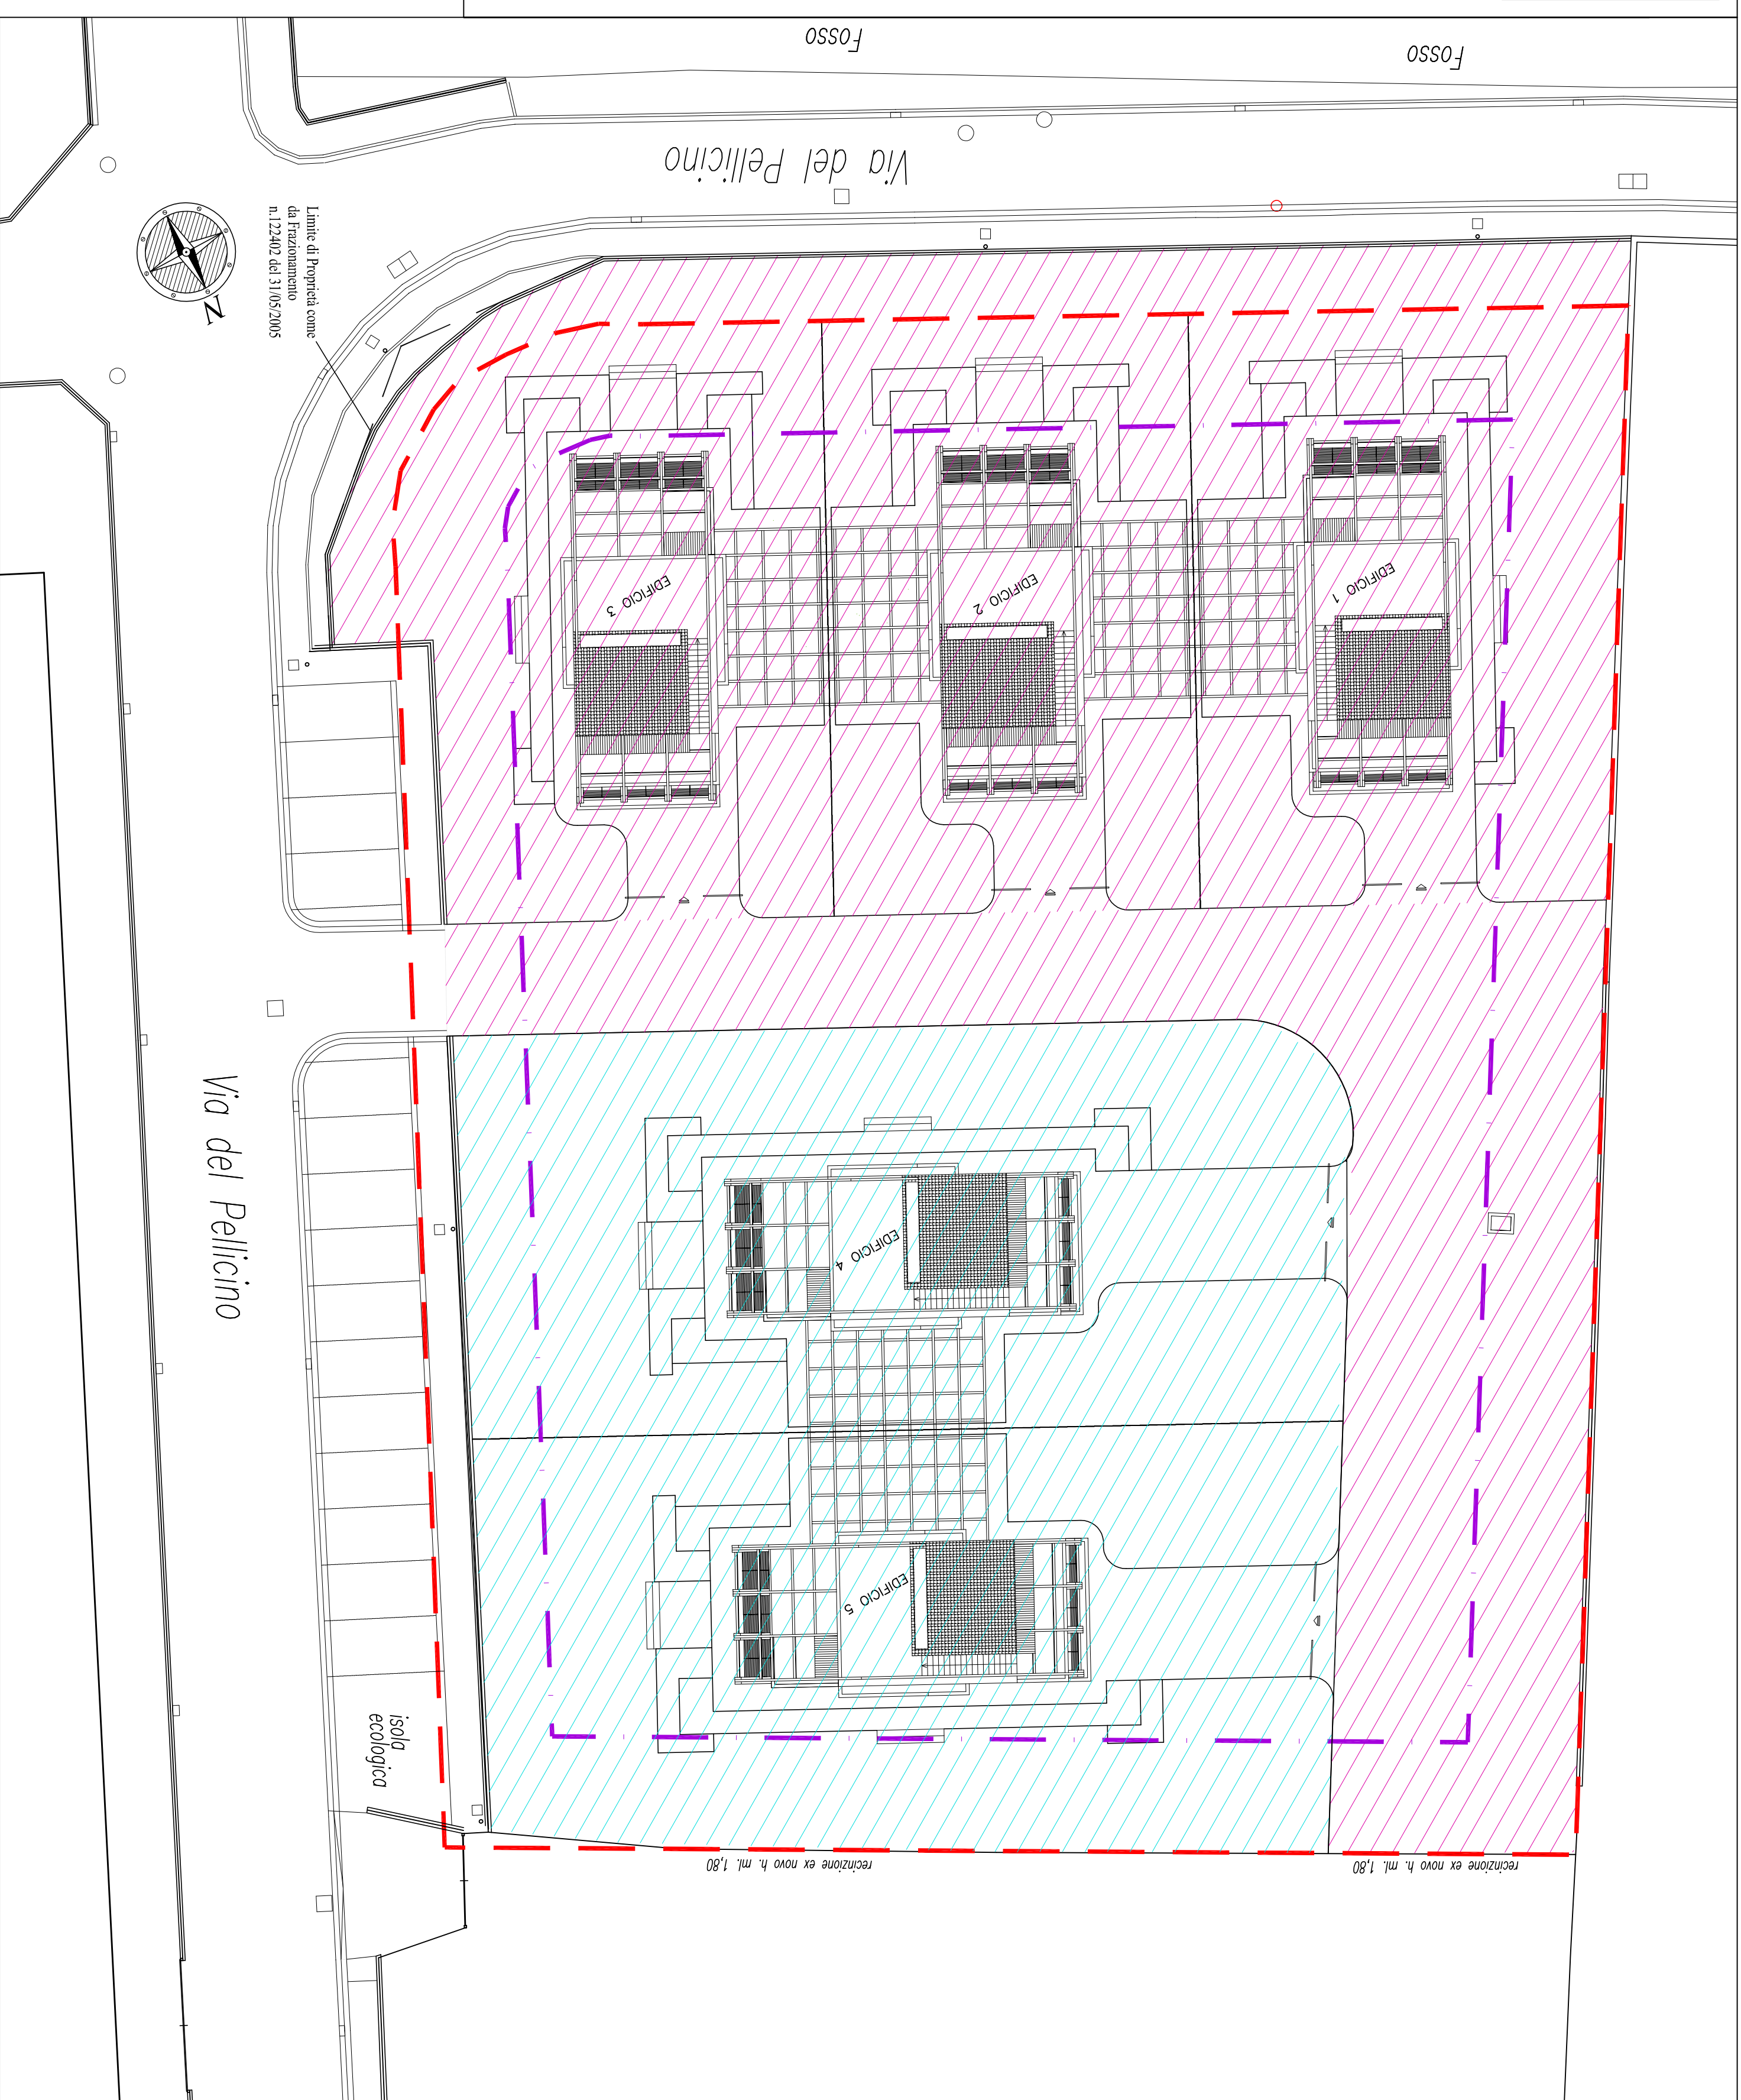 Fosso
Fosso
Via del Pellicino
Limite di Proprietà come
da Frazionamento
n.122402 del 31/05/2005
N
EDIFICIO 3
EDIFICIO 2
EDIFICIO 1
Via del Pellicino
EDIFICIO 4
EDIFICIO 5
isola
ecologica
recinzione ex novo h. ml. 1,80
recinzione ex novo h. ml. 1,80